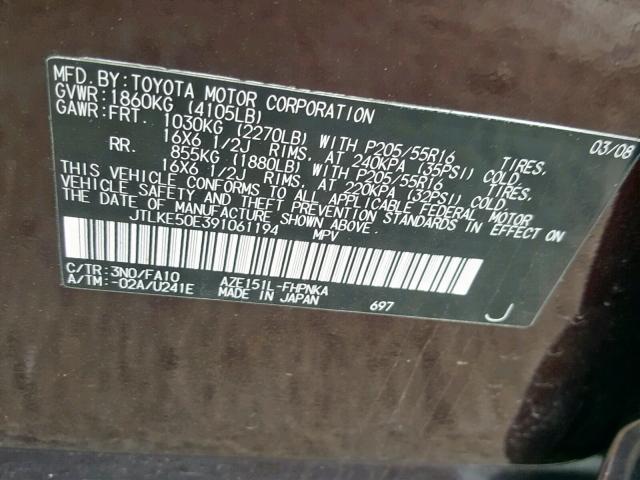 MFD. BY: TOYOTA MOTOR CORPORATION 03/08
GVWR: 1860KG (4105LB)
GAWR: FRT. 1030KG (2270LB) WITH P205/55R16 TIRES,
16X6 1/2J RIMS, AT 240KPA (35PSI) COLD
RR. 855KG (1880LB) WITH P205/55R16 TIRES,
16X6 1/2J RIMS, AT 220KPA (32PSI) COLD
THIS VEHICLE CONFORMS TO ALL APPLICABLE FEDERAL MOTOR
VEHICLE SAFETY AND THEFT PREVENTION STANDARDS IN EFFECT ON THE
DATE OF MANUFACTURE SHOWN ABOVE.
JTLKE50E391061194 MPV
C/TR: 3N0/FA10 AZE151L-FHPNKA
A/TM: -02A/U241E MADE IN JAPAN 697 J